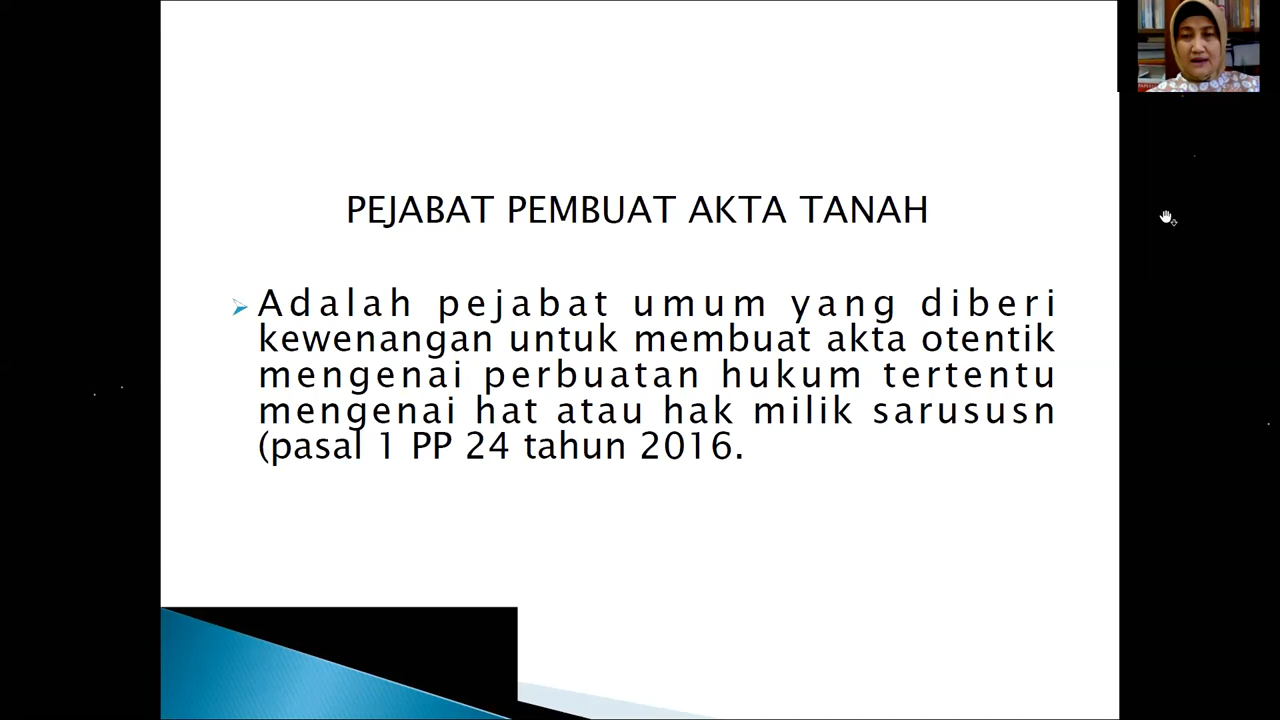 PEJABAT PEMBUAT AKTA TANAH
Adalah pejabat umum yang diberi
kewenangan untuk membuat akta otentik
mengenai perbuatan hukum tertentu
mengenai hat atau hak milik sarususn
(pasal 1 PP 24 tahun 2016.